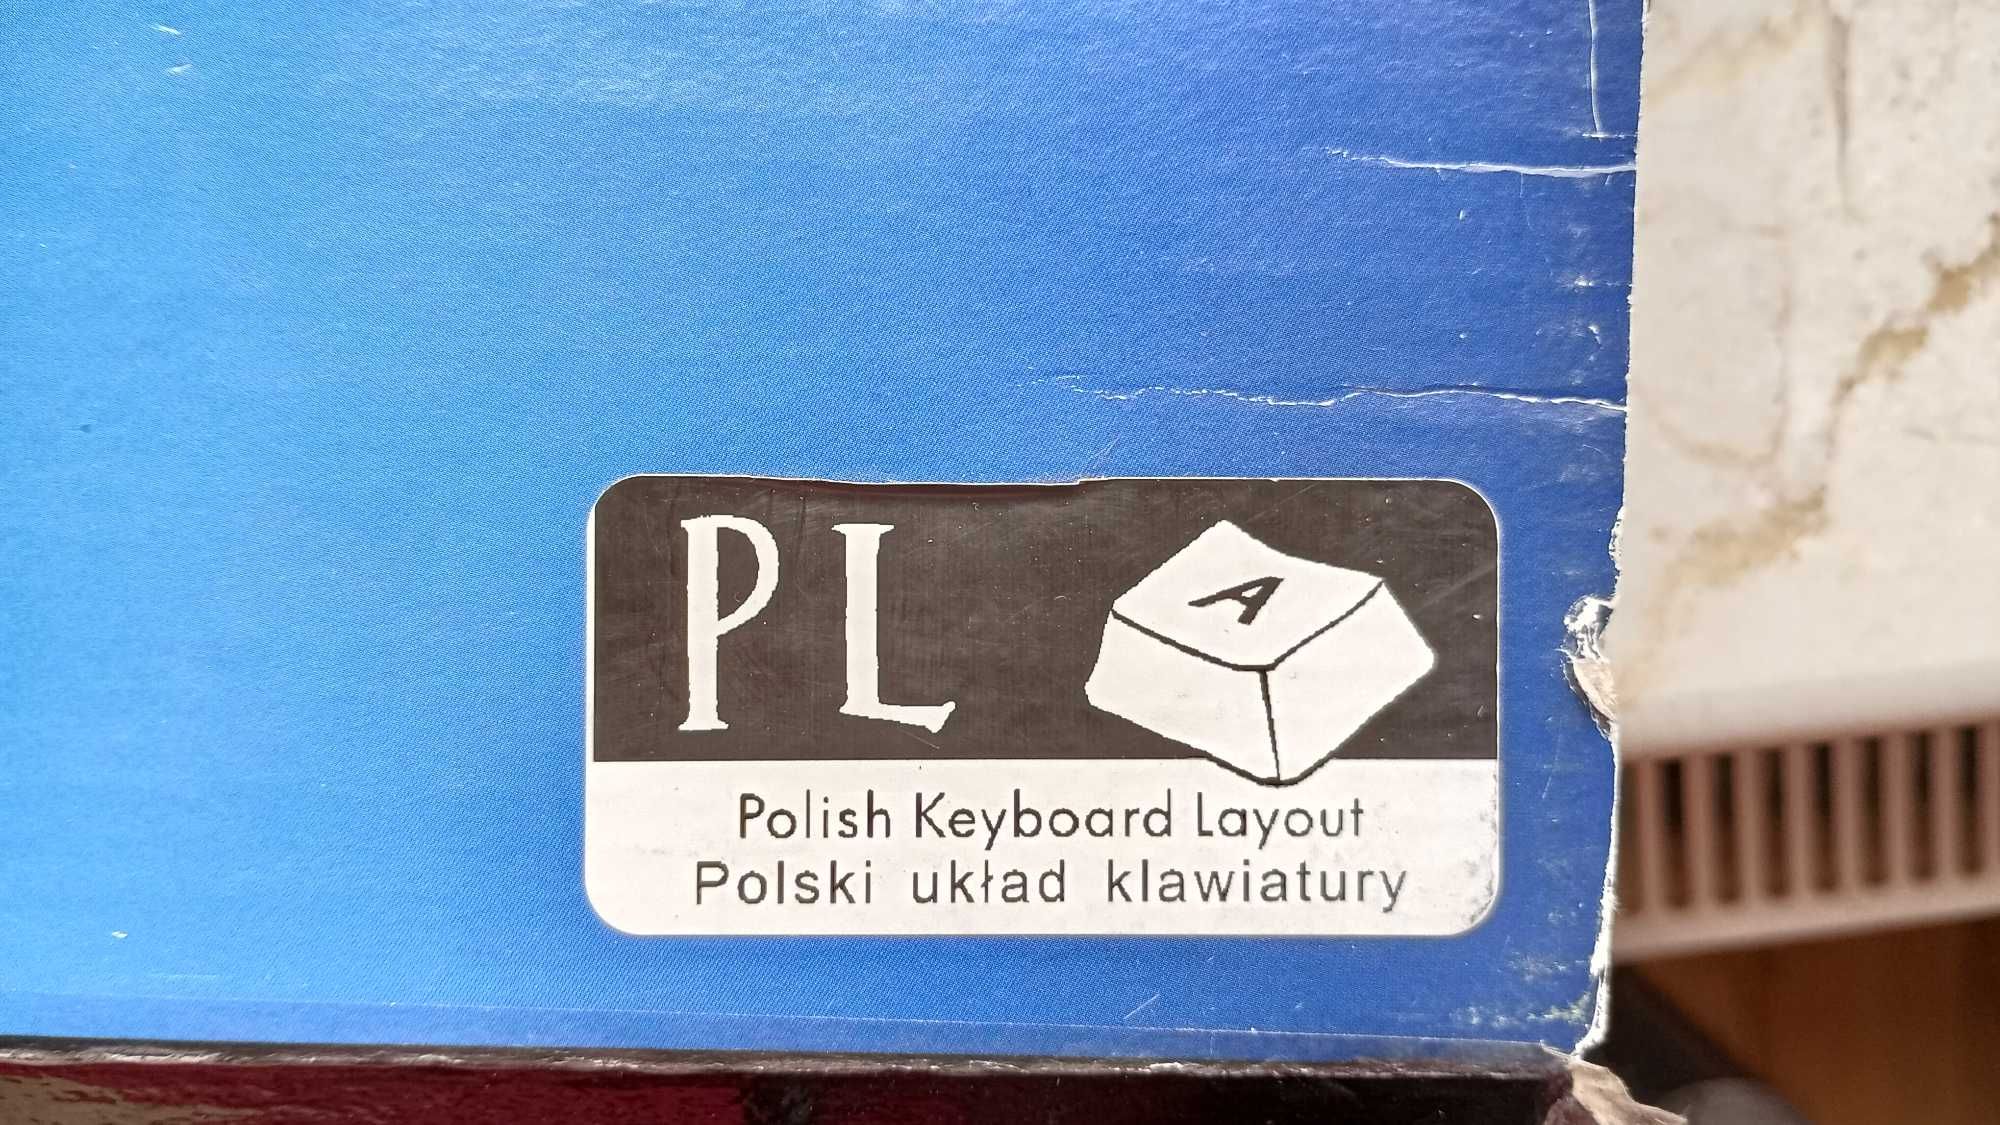 PL
A
Polish Keyboard Layout
Polski układ klawiatury